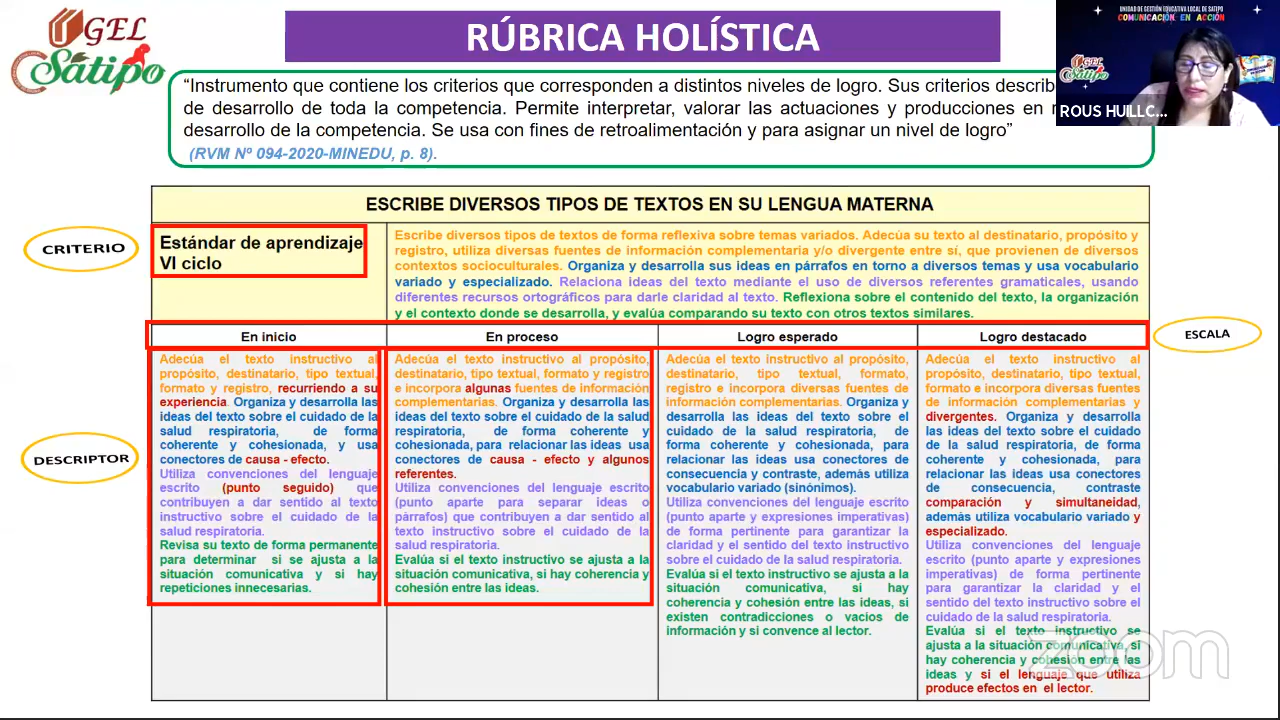 UGEL
Satipo
RÚBRICA HOLÍSTICA
UNIDAD DE GESTIÓN EDUCATIVA LOCAL DE SATIPO
COMUNICACIÓN EN ACCIÓN
UGEL
Satipo
ROUS HUILLC...
“Instrumento que contiene los criterios que corresponden a distintos niveles de logro. Sus criterios describ
de desarrollo de toda la competencia. Permite interpretar, valorar las actuaciones y producciones en
desarrollo de la competencia. Se usa con fines de retroalimentación y para asignar un nivel de logro”
(RVM Nº 094-2020-MINEDU, p. 8).
ESCRIBE DIVERSOS TIPOS DE TEXTOS EN SU LENGUA MATERNA
CRITERIO
Estándar de aprendizaje
VI ciclo
Escribe diversos tipos de textos de forma reflexiva sobre temas variados. Adecúa su texto al destinatario, propósito y
registro, utiliza diversas fuentes de información complementaria y/o divergente entre sí, que provienen de diversos
contextos socioculturales. Organiza y desarrolla sus ideas en párrafos en torno a diversos temas y usa vocabulario
variado y especializado. Relaciona ideas del texto mediante el uso de diversos referentes gramaticales, usando
diferentes recursos ortográficos para darle claridad al texto. Reflexiona sobre el contenido del texto, la organización
y el contexto donde se desarrolla, y evalúa comparando su texto con otros textos similares.
En inicio
En proceso
Logro esperado
Logro destacado
ESCALA
DESCRIPTOR
Adecúa el texto instructivo al
propósito, destinatario, tipo textual,
formato y registro, recurriendo a su
experiencia. Organiza y desarrolla las
ideas del texto sobre el cuidado de la
salud respiratoria, de forma
coherente y cohesionada, y usa
conectores de causa - efecto.
Utiliza convenciones del lenguaje
escrito (punto seguido) que
contribuyen a dar sentido al texto
instructivo sobre el cuidado de la
salud respiratoria.
Revisa su texto de forma permanente
para determinar si se ajusta a la
situación comunicativa y si hay
repeticiones innecesarias.
Adecúa el texto instructivo al propósito,
destinatario, tipo textual, formato y registro
e incorpora algunas fuentes de información
complementarias. Organiza y desarrolla las
ideas del texto sobre el cuidado de la salud
respiratoria, de forma coherente y
cohesionada, para relacionar las ideas usa
conectores de causa - efecto y algunos
referentes.
Utiliza convenciones del lenguaje escrito
(punto aparte para separar ideas o
párrafos) que contribuyen a dar sentido al
texto instructivo sobre el cuidado de la
salud respiratoria.
Evalúa si el texto instructivo se ajusta a la
situación comunicativa, si hay coherencia y
cohesión entre las ideas.
Adecúa el texto instructivo al propósito,
destinatario, tipo textual, formato,
registro e incorpora diversas fuentes de
información complementarias. Organiza y
desarrolla las ideas del texto sobre el
cuidado de la salud respiratoria, de
forma coherente y cohesionada, para
relacionar las ideas usa conectores de
consecuencia y contraste, además utiliza
vocabulario variado (sinónimos).
Utiliza convenciones del lenguaje escrito
(punto aparte y expresiones imperativas)
de forma pertinente para garantizar la
claridad y el sentido del texto instructivo
sobre el cuidado de la salud respiratoria.
Evalúa si el texto instructivo se ajusta a la
situación comunicativa, si hay
coherencia y cohesión entre las ideas, si
existen contradicciones o vacios de
información y si convence al lector.
Adecúa el texto instructivo al
propósito, destinatario, tipo textual,
formato e incorpora diversas fuentes
de información complementarias y
divergentes. Organiza y desarrolla
las ideas del texto sobre el cuidado
de la salud respiratoria, de forma
coherente y cohesionada, para
relacionar las ideas usa conectores
de consecuencia, contraste
comparación y simultaneidad,
además utiliza vocabulario variado y
especializado.
Utiliza convenciones del lenguaje
escrito (punto aparte y expresiones
imperativas) de forma pertinente
para garantizar la claridad y el
sentido del texto instructivo sobre el
cuidado de la salud respiratoria.
Evalúa si el texto instructivo se
ajusta a la situación comunicativa, si
hay coherencia y cohesión entre las
ideas y si el lenguaje que utiliza
produce efectos en el lector.
zoom